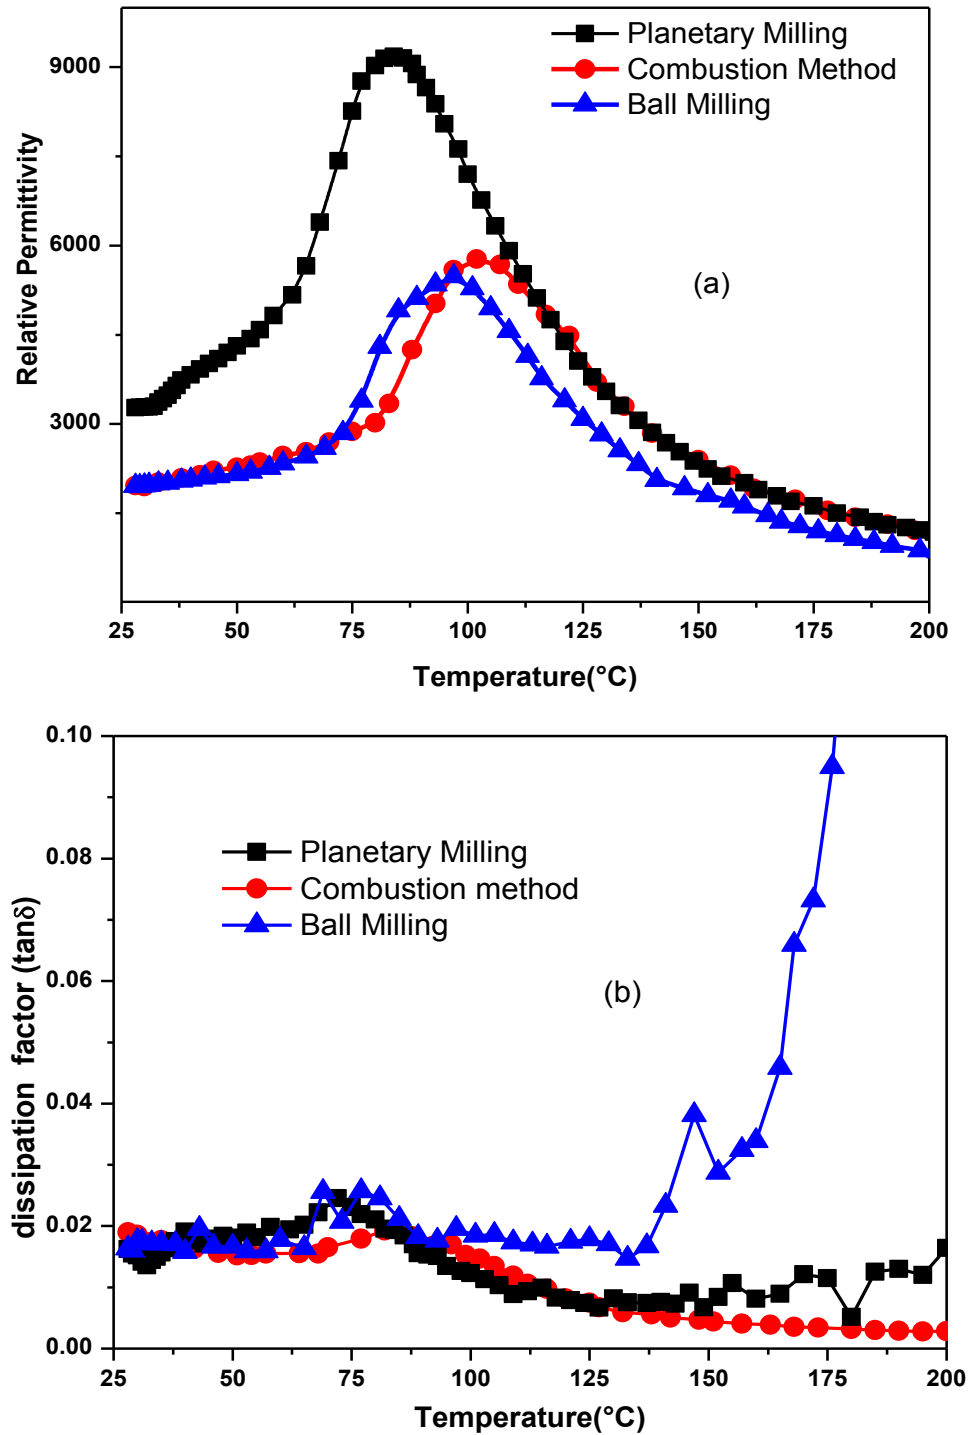 Planetary Milling
Combustion Method
Ball Milling
9000
6000
3000
Relative Permittivity
(a)
25 50 75 100 125 150 175 200
Temperature(°C)
0.10
0.08
0.06
0.04
0.02
0.00
dissipation factor (tanδ)
Planetary Milling
Combustion method
Ball Milling
(b)
25 50 75 100 125 150 175 200
Temperature(°C)